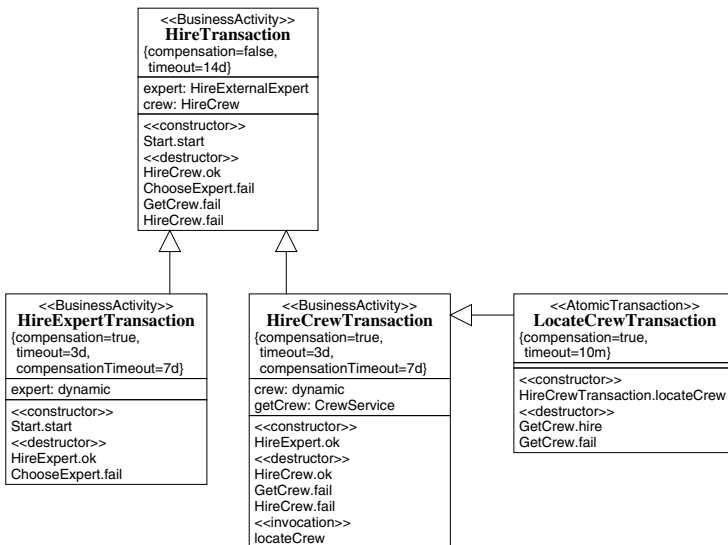 <<BusinessActivity>>
HireTransaction
{compensation=false,
timeout=14d}
expert: HireExternalExpert
crew: HireCrew
<<constructor>>
Start.start
<<destructor>>
HireCrew.ok
ChooseExpert.fail
GetCrew.fail
HireCrew.fail
<<BusinessActivity>>
HireExpertTransaction
{compensation=true,
timeout=3d,
compensationTimeout=7d}
expert: dynamic
<<constructor>>
Start.start
<<destructor>>
HireExpert.ok
ChooseExpert.fail
<<BusinessActivity>>
HireCrewTransaction
{compensation=true,
timeout=3d,
compensationTimeout=7d}
crew: dynamic
getCrew: CrewService
<<constructor>>
HireExpert.ok
<<destructor>>
HireCrew.ok
GetCrew.fail
HireCrew.fail
<<invocation>>
locateCrew
<<AtomicTransaction>>
LocateCrewTransaction
{compensation=true,
timeout=10m}
<<constructor>>
HireCrewTransaction.locateCrew
<<destructor>>
GetCrew.hire
GetCrew.fail